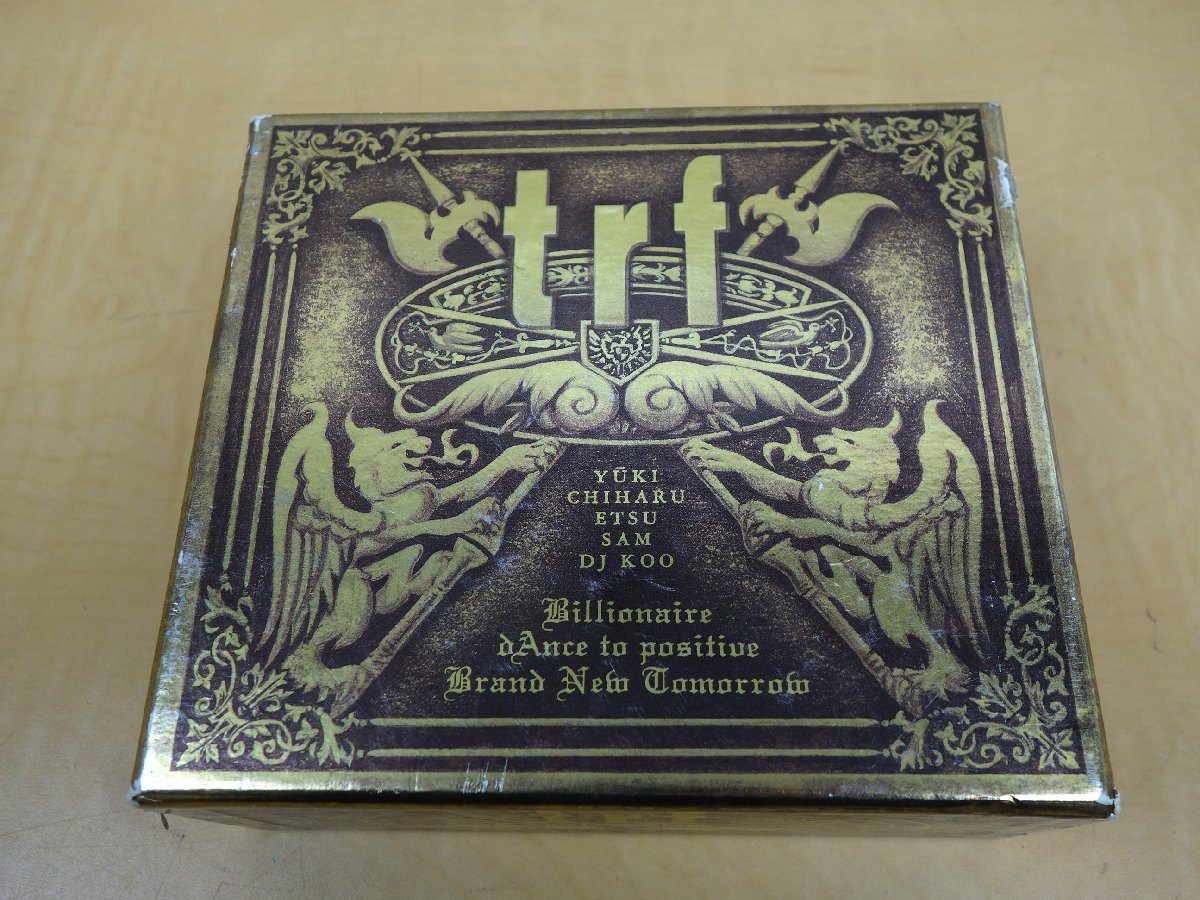 trf
YŪKI
CHIHARU
ETSU
SAM
DJ KOO
Billionaire
dAnce to positive
Brand New Tomorrow